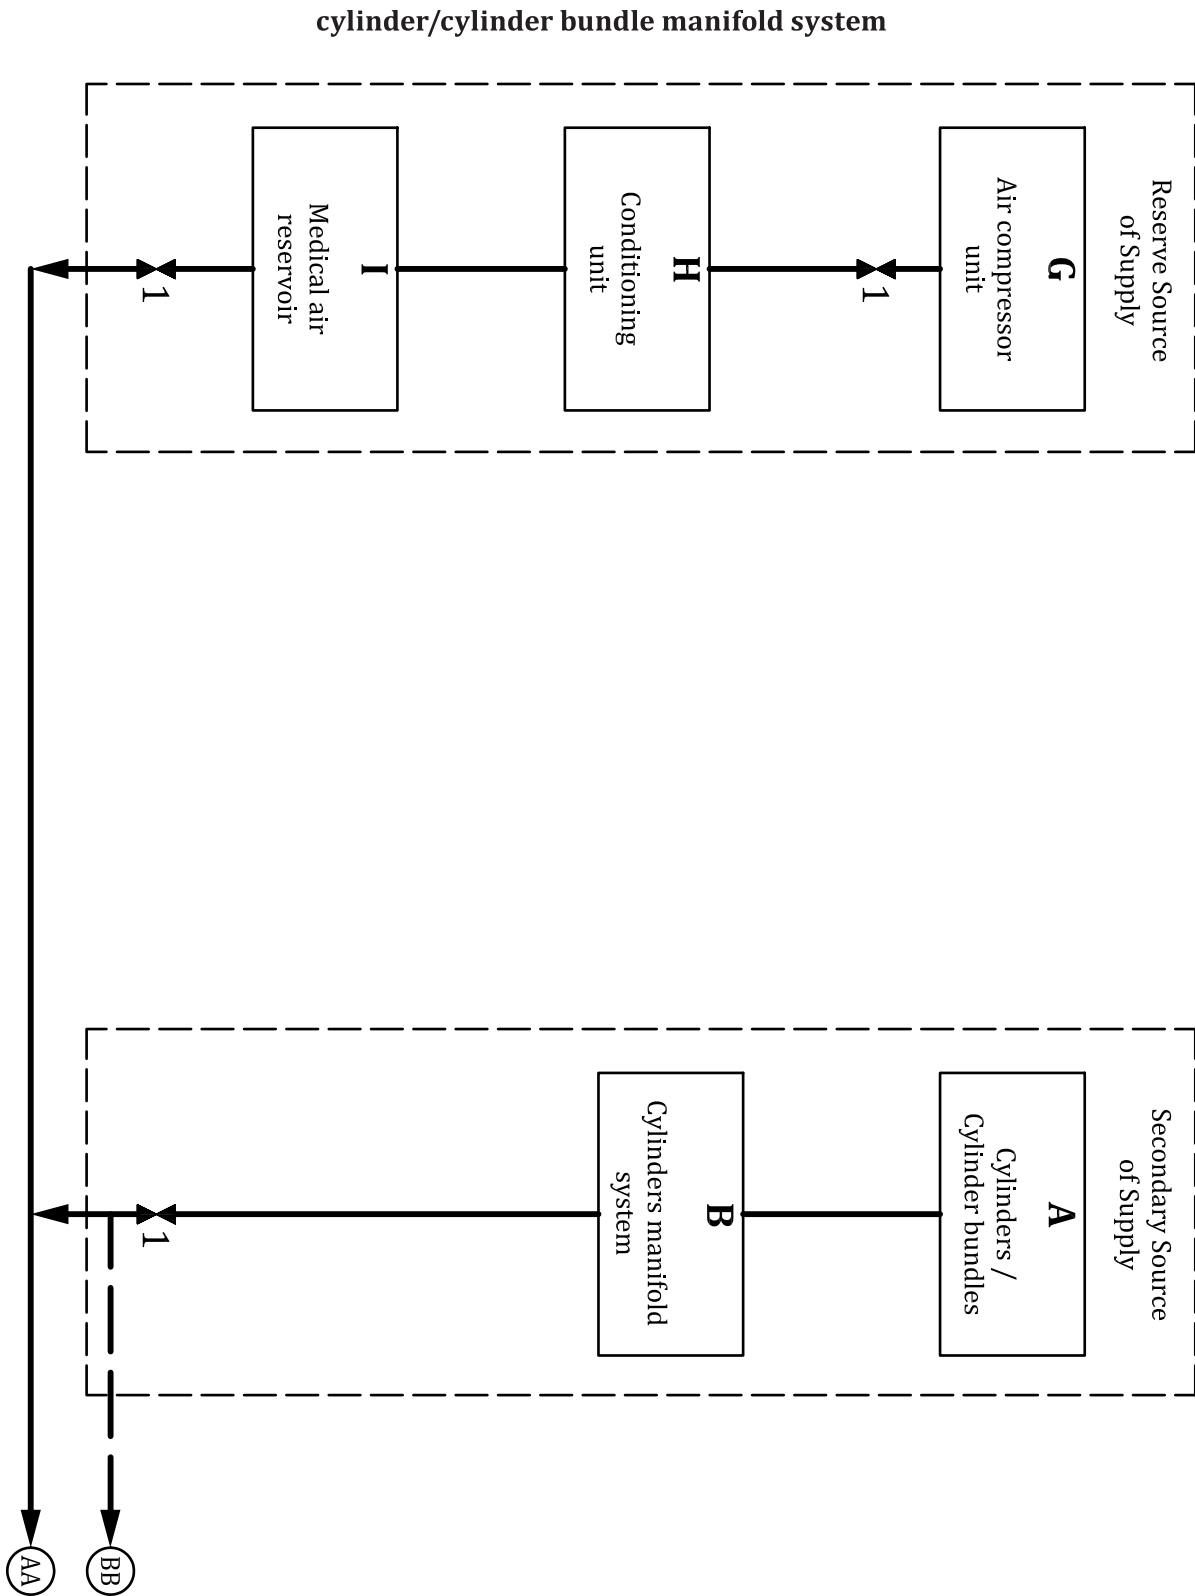 cylinder/cylinder bundle manifold system
Reserve Source
of Supply
G
Air compressor
unit
1
H
Conditioning
unit
I
Medical air
reservoir
1
Secondary Source
of Supply
A
Cylinders /
Cylinder bundles
B
Cylinders manifold
system
1
BB
AA